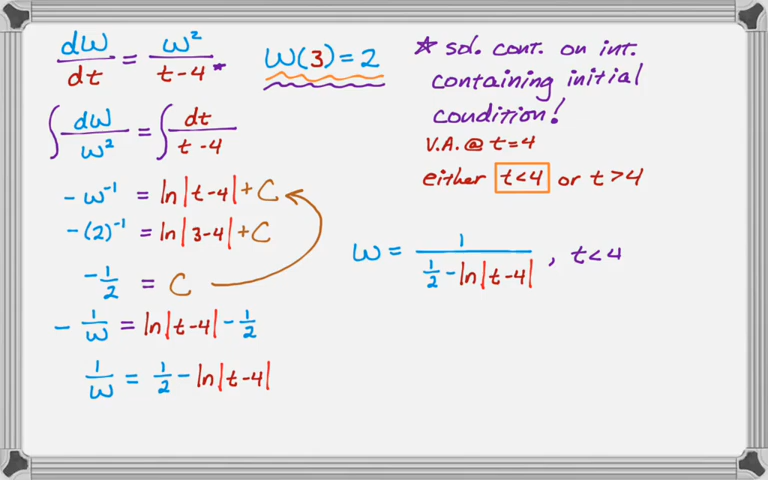 dw/dt = w²/(t-4)*
w(3)=2
∫ dw/w² = ∫ dt/(t-4)
-w⁻¹ = ln|t-4|+C
-(2)⁻¹ = ln|3-4|+C
-1/2 = C
-1/w = ln|t-4| - 1/2
1/w = 1/2 - ln|t-4|
* sol. cont. on int.
containing initial
condition!
V.A. @ t=4
either t<4 or t>4
w = 1/(1/2 - ln|t-4|), t<4